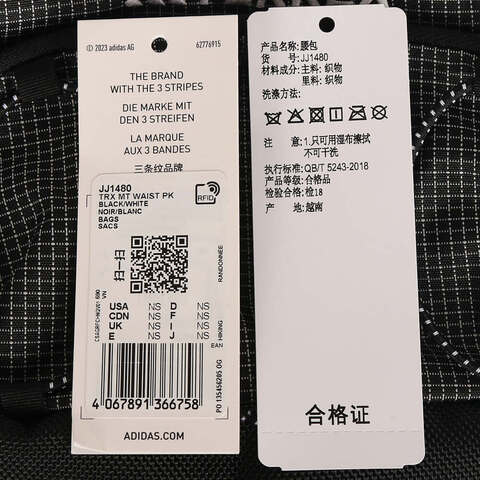 © 2023 adidas AG 62776915
THE BRAND
WITH THE 3 STRIPES
DIE MARKE MIT
DEN 3 STREIFEN
LA MARQUE
AUX 3 BANDES
三条纹品牌
JJ1480
TRX MT WAIST PK
BLACK/WHITE
NOIR/BLANC
BAGS
SACS
RFID
扫一扫
RANDONNEE
HIKING
VN
USA NS D NS
CDN NS F NS
UK NS I NS
E NS J NS
EAN
PO 135456205 OG
4 067891 366758
ADIDAS.COM
产品名称:腰包
货 号:JJ1480
材料成分:主料: 织物
里料: 织物
洗涤方法:
注 意:1.只可用湿布擦拭
不可干洗
执行标准:QB/T 5243-2018
产品等级:合格品
检验合格:检18
产 地:越南
合格证